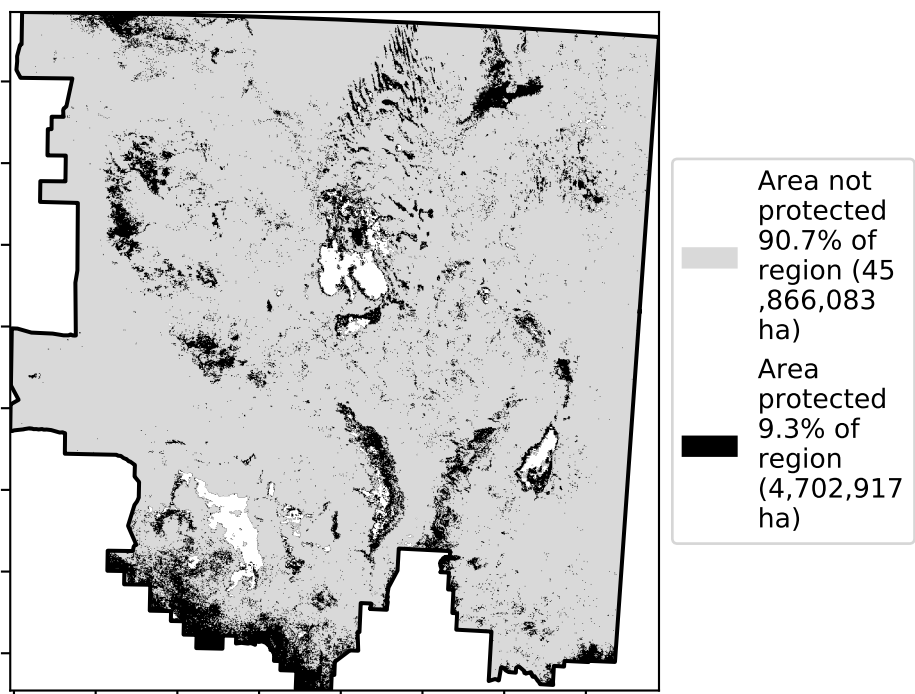 Area not
protected
90.7% of
region (45
,866,083
ha)
Area
protected
9.3% of
region
(4,702,917
ha)